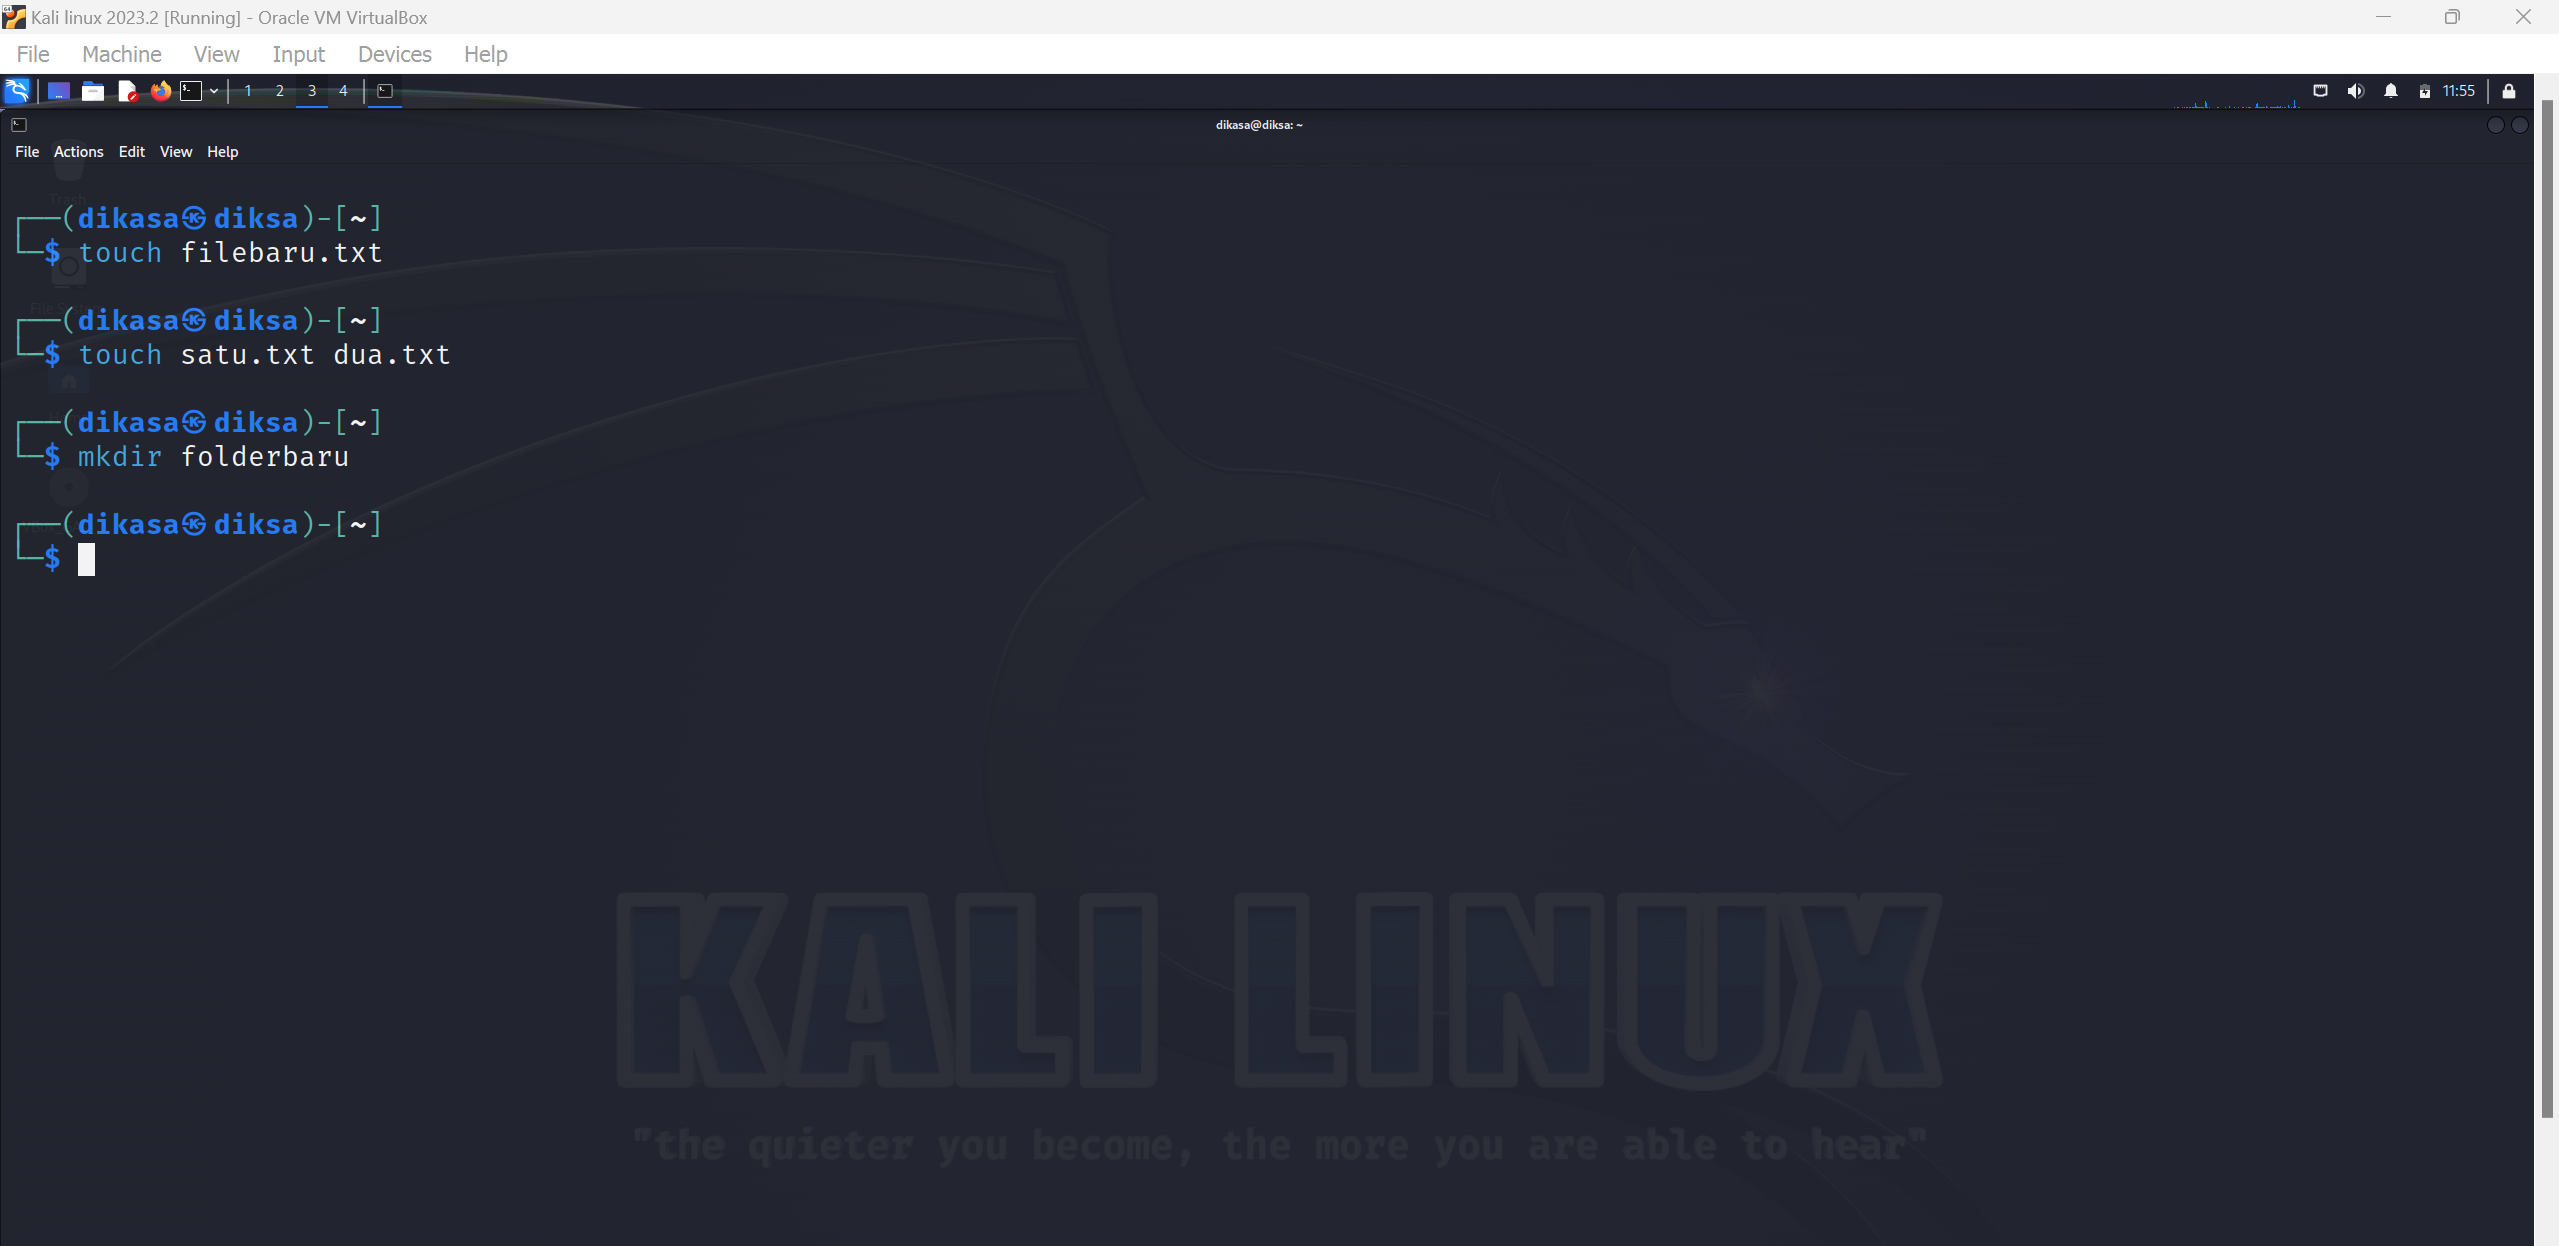 Kali linux 2023.2 [Running] - Oracle VM VirtualBox
File Machine View Input Devices Help
1 2 3 4 11:55
dikasa@diksa: ~
File Actions Edit View Help
Trash
┌──(dikasa㉿diksa)-[~]
└─$ touch filebaru.txt
File System
┌──(dikasa㉿diksa)-[~]
└─$ touch satu.txt dua.txt
┌──(dikasa㉿diksa)-[~]
└─$ mkdir folderbaru
┌──(dikasa㉿diksa)-[~]
└─$
KALI LINUX
"the quieter you become, the more you are able to hear"